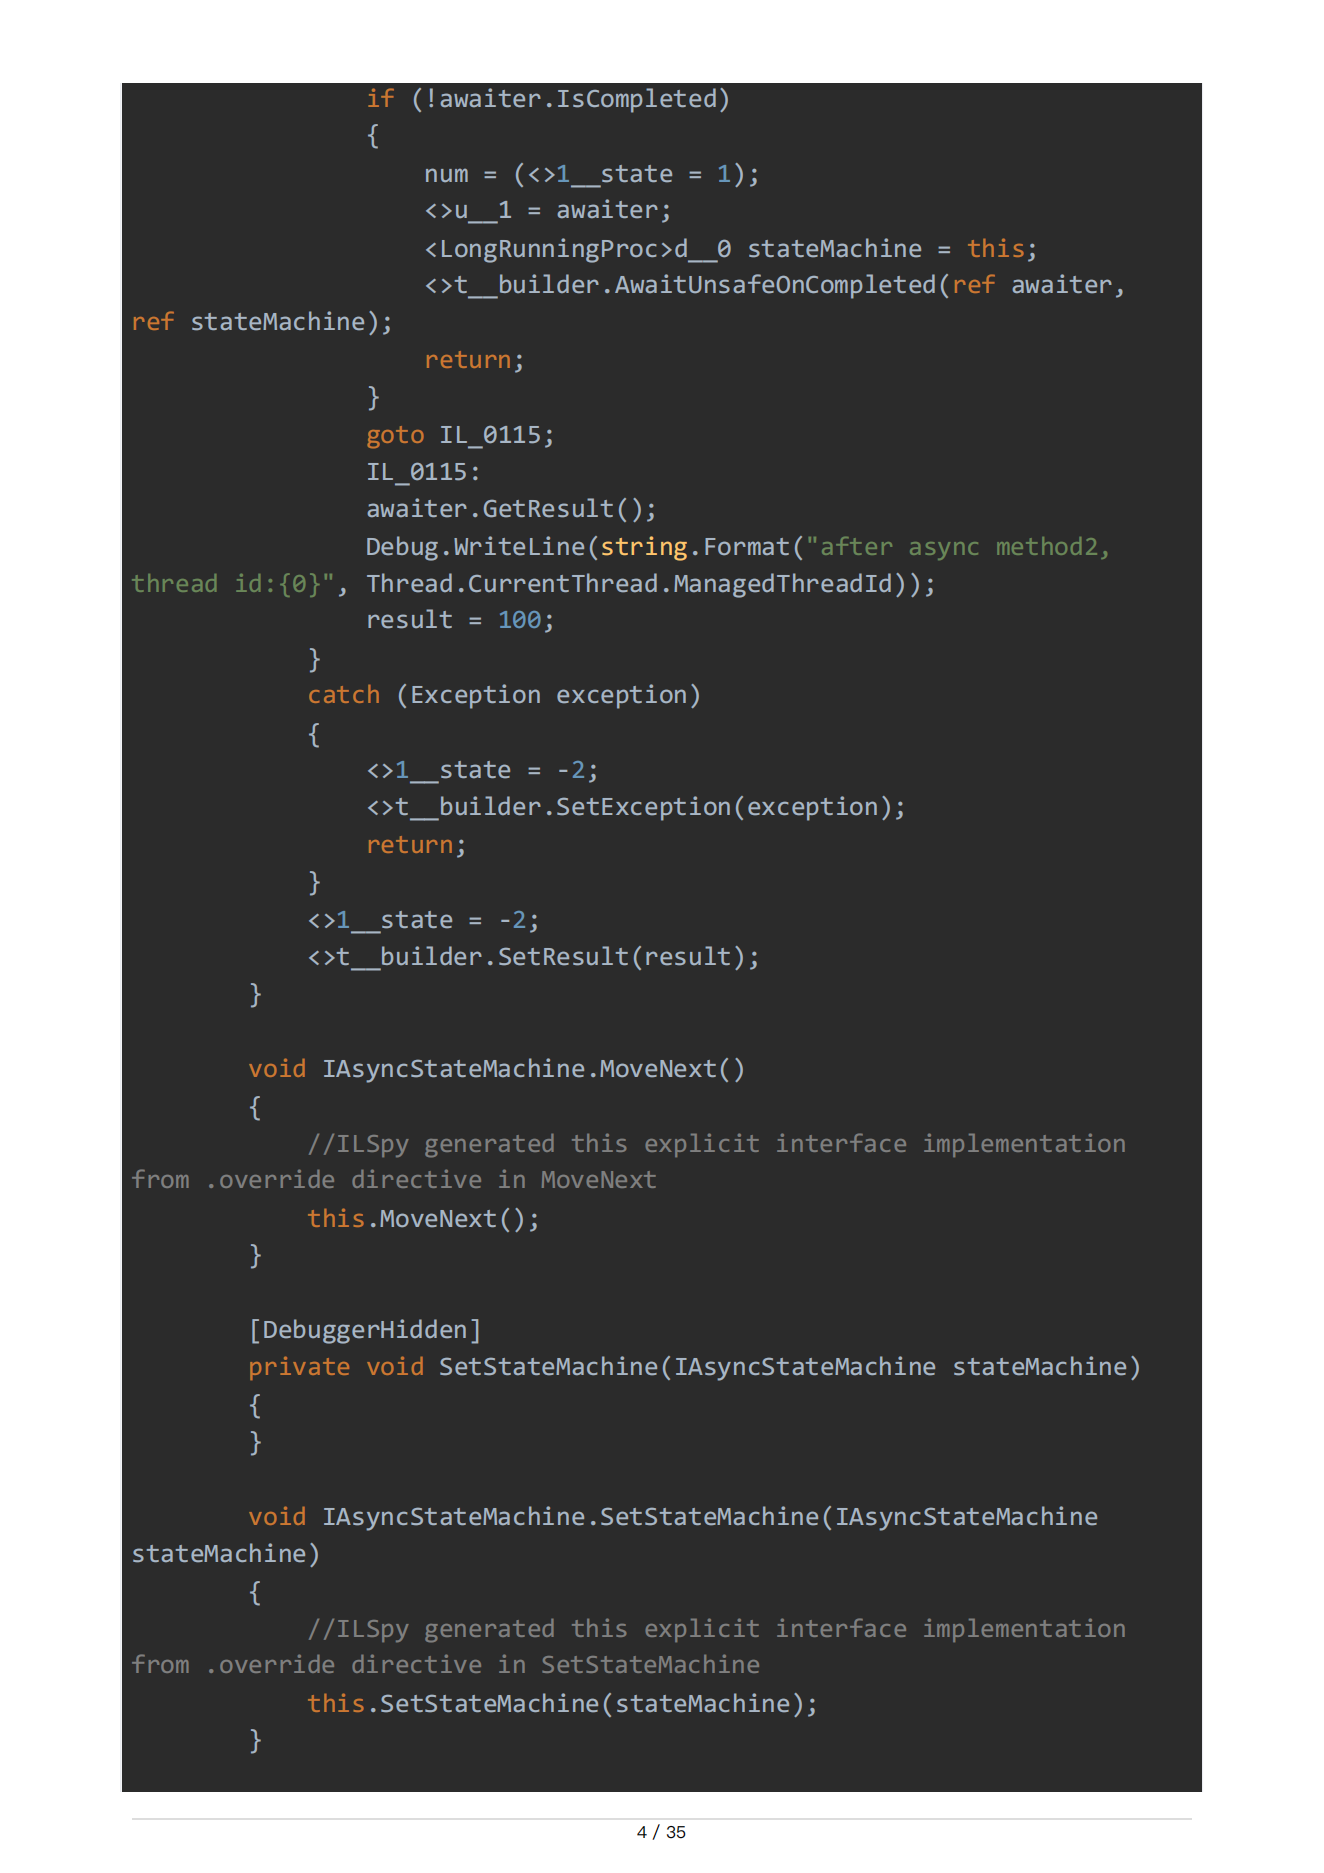 if (!awaiter.IsCompleted)
                {
                    num = (<>1__state = 1);
                    <>u__1 = awaiter;
                    <LongRunningProc>d__0 stateMachine = this;
                    <>t__builder.AwaitUnsafeOnCompleted(ref awaiter,
ref stateMachine);
                    return;
                }
                goto IL_0115;
                IL_0115:
                awaiter.GetResult();
                Debug.WriteLine(string.Format("after async method2,
thread id:{0}", Thread.CurrentThread.ManagedThreadId));
                result = 100;
            }
            catch (Exception exception)
            {
                <>1__state = -2;
                <>t__builder.SetException(exception);
                return;
            }
            <>1__state = -2;
            <>t__builder.SetResult(result);
        }

        void IAsyncStateMachine.MoveNext()
        {
            //ILSpy generated this explicit interface implementation
from .override directive in MoveNext
            this.MoveNext();
        }

        [DebuggerHidden]
        private void SetStateMachine(IAsyncStateMachine stateMachine)
        {
        }

        void IAsyncStateMachine.SetStateMachine(IAsyncStateMachine
stateMachine)
        {
            //ILSpy generated this explicit interface implementation
from .override directive in SetStateMachine
            this.SetStateMachine(stateMachine);
        }

4 / 35